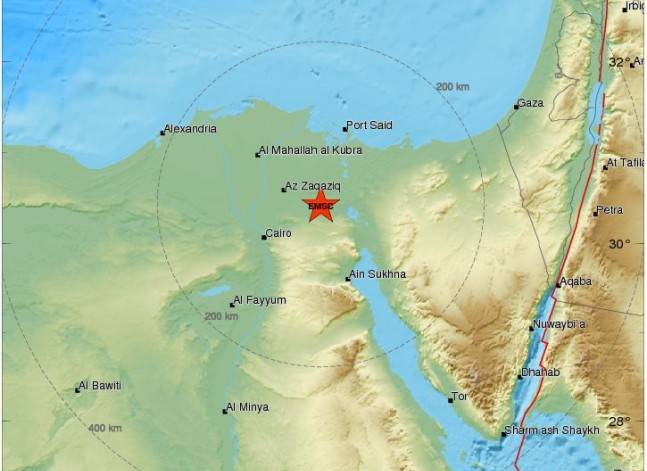 Irbid
32°
Am
200 km
Gaza
Alexandria
Port Said
Al Mahallah al Kubra
At Tafila
Az Zaqaziq
EMSC
Petra
Cairo
30°
Ain Sukhna
Aqaba
Al Fayyum
200 km
Nuwaybi'a
Dhahab
Al Bawiti
Tor
Al Minya
28°
400 km
Sharm ash Shaykh